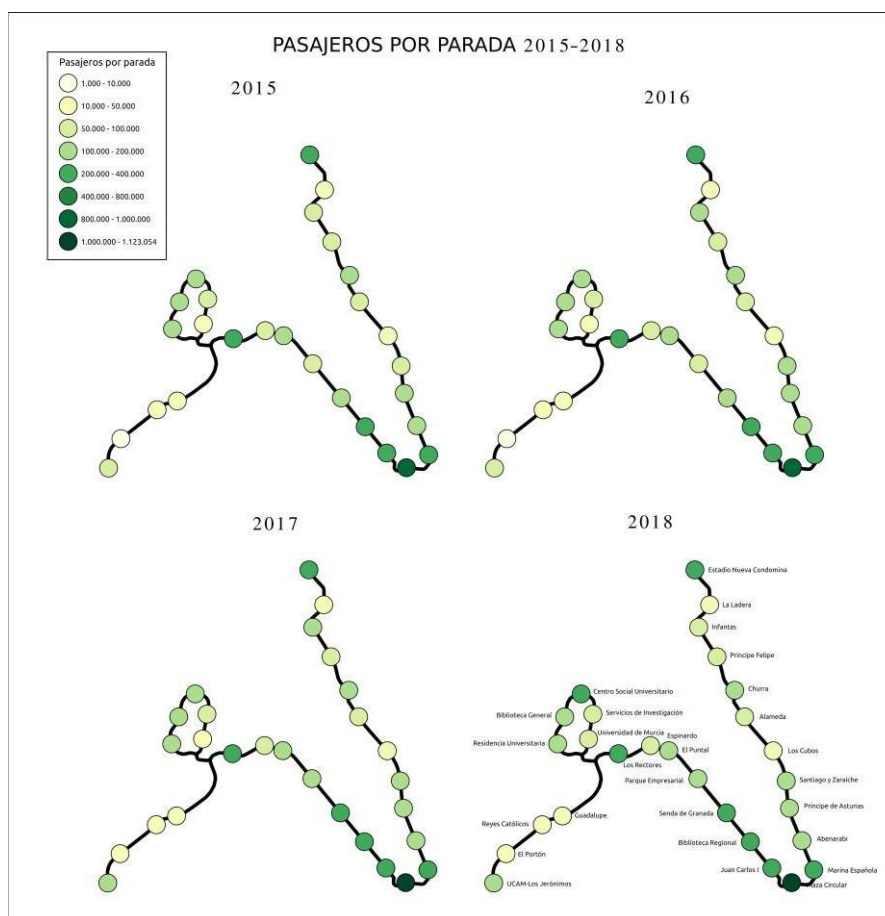 PASAJEROS POR PARADA 2015-2018
Pasajeros por parada
1.000 - 10.000
10.000 - 50.000
50.000 - 100.000
100.000 - 200.000
200.000 - 400.000
400.000 - 800.000
800.000 - 1.000.000
1.000.000 - 1.123.054
2015
2016
2017
2018
Estadio Nueva Condomina
La Ladera
Infantas
Príncipe Felipe
Churra
Alameda
Los Cubos
Santiago y Zaraiche
Príncipe de Asturias
Abenarabi
Marina Española
Plaza Circular
Juan Carlos I
Biblioteca Regional
Senda de Granada
Parque Empresarial
El Puntal
Espinardo
Los Rectores
Universidad de Murcia
Servicios de Investigación
Centro Social Universitario
Biblioteca General
Residencia Universitaria
Guadalupe
Reyes Católicos
El Portón
UCAM-Los Jerónimos